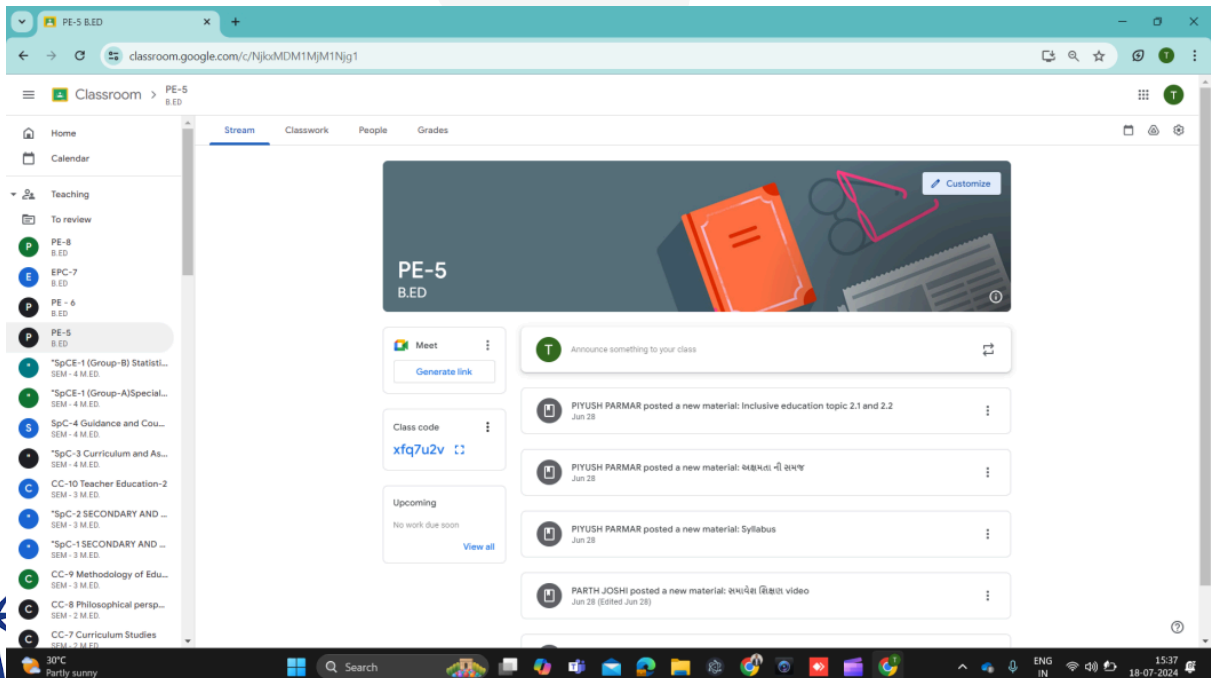 PE-5 B.ED
classroom.google.com/c/NjkxMDM1MjM1Njg1
Classroom > PE-5
B.ED
T
Home
Calendar
Teaching
To review
P PE-8
B.ED
E EPC-7
B.ED
P PE - 6
B.ED
P PE-5
B.ED
"SpCE-1 (Group-B) Statisti...
SEM - 4 M.ED.
"SpCE-1 (Group-A)Special...
SEM - 4 M.ED.
S SpC-4 Guidance and Cou...
SEM - 4 M.ED.
"SpC-3 Curriculum and As...
SEM - 4 M.ED.
C CC-10 Teacher Education-2
SEM - 3 M.ED.
"SpC-2 SECONDARY AND ...
SEM - 3 M.ED.
"SpC-1 SECONDARY AND ...
SEM - 3 M.ED.
C CC-9 Methodology of Edu...
SEM - 3 M.ED.
C CC-8 Philosophical persp...
SEM - 2 M.ED.
C CC-7 Curriculum Studies
SEM - 2 M.ED.
Stream Classwork People Grades
Customize
PE-5
B.ED
Meet
Generate link
Class code
xfq7u2v
Upcoming
No work due soon
View all
T Announce something to your class
PIYUSH PARMAR posted a new material: Inclusive education topic 2.1 and 2.2
Jun 28
PIYUSH PARMAR posted a new material: અક્ષમતા ની સમજ
Jun 28
PIYUSH PARMAR posted a new material: Syllabus
Jun 28
PARTH JOSHI posted a new material: સમાવેશ શિક્ષણ video
Jun 28 (Edited Jun 28)
30°C
Partly sunny
Search
ENG
IN
15:37
18-07-2024